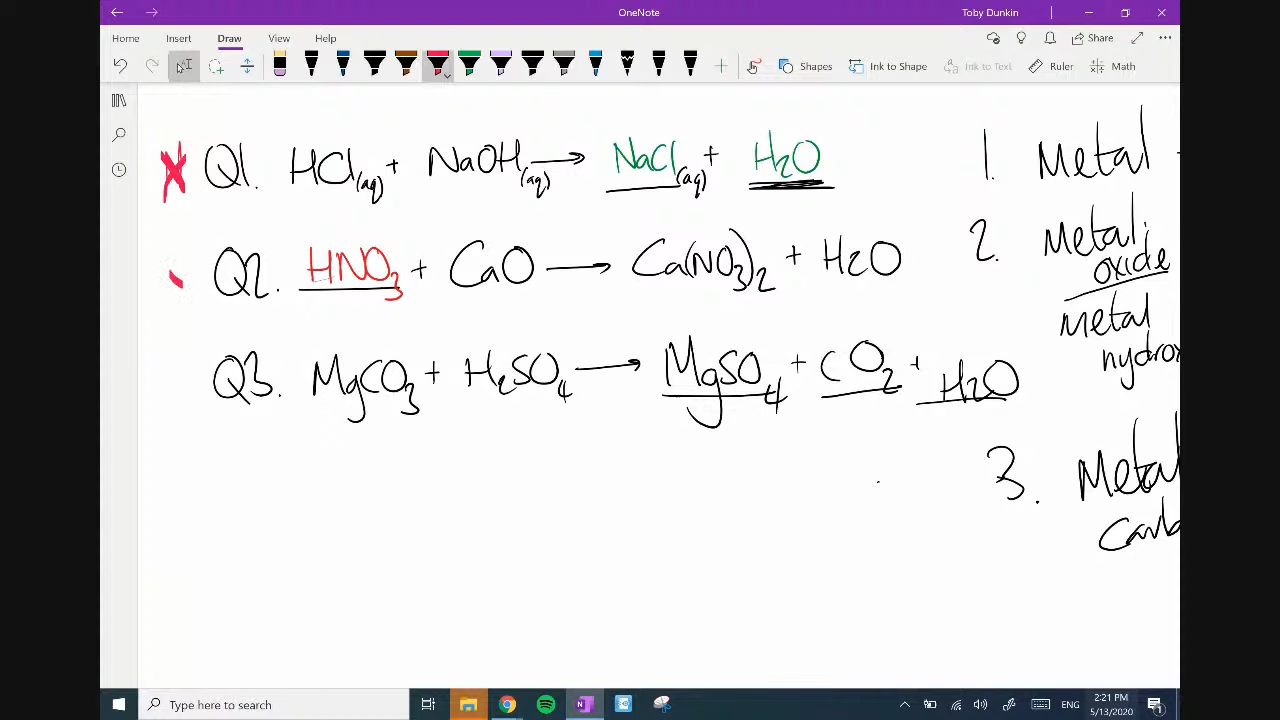 OneNote
Toby Dunkin
Home Insert Draw View Help
Share
Shapes Ink to Shape Ink to Text Ruler Math
Q1. HCl(aq) + NaOH(aq) → NaCl(aq) + H2O
Q2. HNO3 + CaO → Ca(NO3)2 + H2O
Q3. MgCO3 + H2SO4 → MgSO4 + CO2 + H2O
1. Metal
2. Metal
oxide
metal
hydrox
3. Metal
Carb
Type here to search
ENG
2:21 PM
5/13/2020